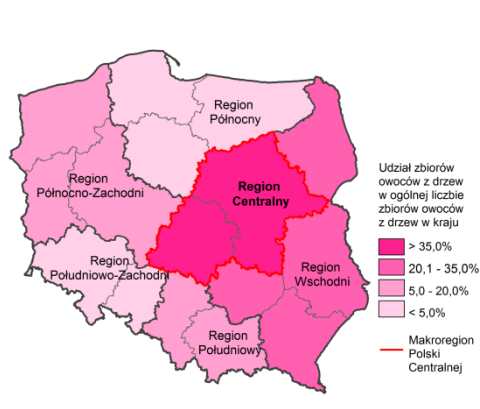 Region
Północny
Region
Północno-Zachodni
Region
Centralny
Region
Południowo-Zachodni
Region
Wschodni
Region
Południowy
Udział zbiorów
owoców z drzew
w ogólnej liczbie
zbiorów owoców
z drzew w kraju
> 35,0%
20,1 - 35,0%
5,0 - 20,0%
< 5,0%
Makroregion
Polski
Centralnej